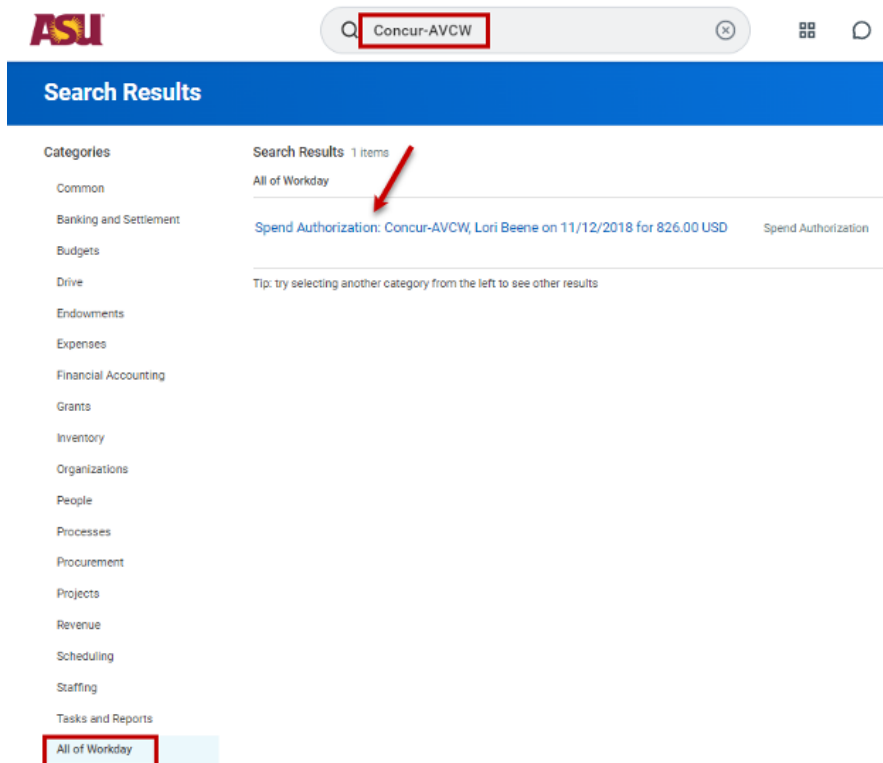 ASU
Concur-AVCW
Search Results
Categories
Search Results 1 items
Common
All of Workday
Banking and Settlement
Spend Authorization: Concur-AVCW, Lori Beene on 11/12/2018 for 826.00 USD Spend Authorization
Budgets
Drive
Tip: try selecting another category from the left to see other results
Endowments
Expenses
Financial Accounting
Grants
Inventory
Organizations
People
Processes
Procurement
Projects
Revenue
Scheduling
Staffing
Tasks and Reports
All of Workday